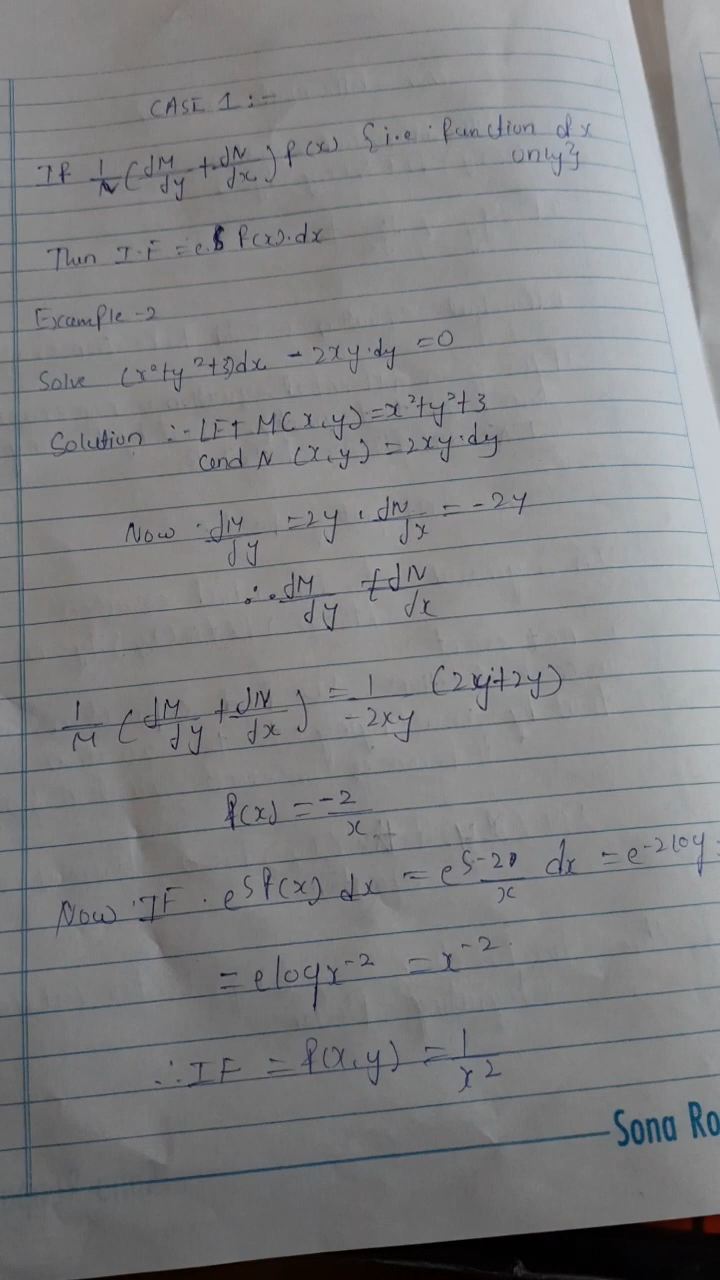 CASE 1 :-
If 1/N (dM/dy + dN/dx) f(x) {i.e. function of x
only}
Then I.F = e∫ f(x).dx
Example-2
Solve (x²+y²+3)dx - 2xy.dy =0
Solution :- LEt M(x,y)=x²+y²+3
and N (x,y) =2xy.dy
Now . dM/dy =2y , dN/dx = -2y
∴ dM/dy ≠ dN/dx
1/M (dM/dy + dN/dx) = 1/-2xy (2xy+2y)
f(x) = -2/x
Now IF . e∫f(x) dx = e∫-2/x dx = e-2log
= elogx-2 = x-2
∴ IF = f(x,y) = 1/x2
Sona Ro